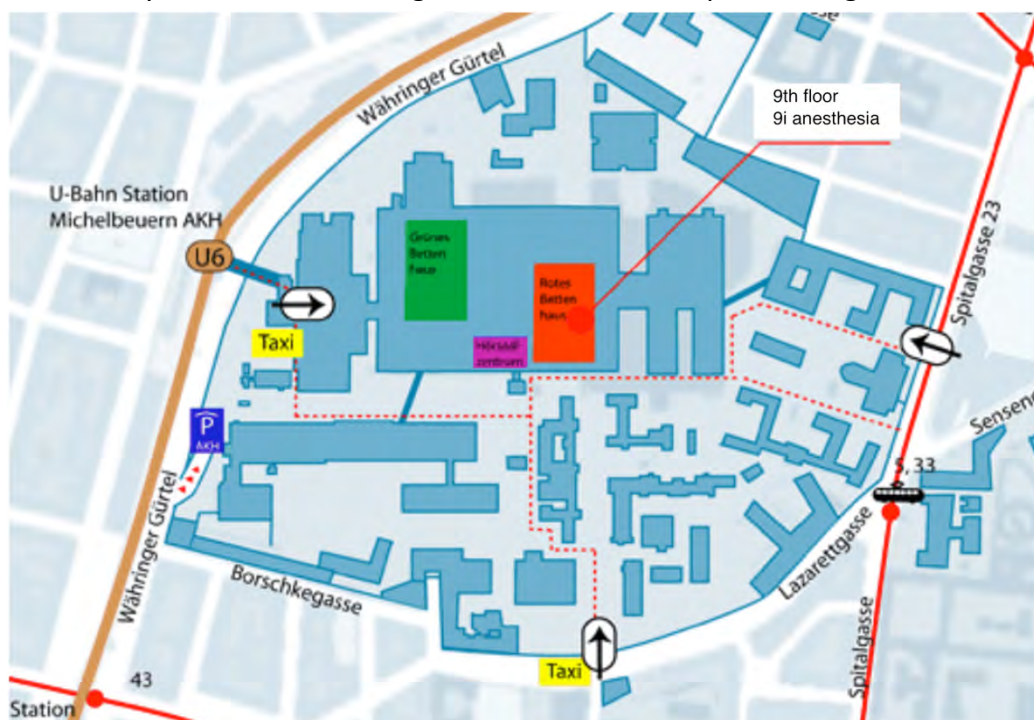 Währinger Gürtel
9th floor
9i anesthesia
U-Bahn Station
Michelbeuern AKH
U6
Grünes
Betten
haus
Rotes
Betten
haus
Spitalgasse 23
Taxi
Hörsaal-
zentrum
P
AKH
Senseng
5, 33
Währinger Gürtel
Borschkegasse
Lazarettgasse
Spitalgasse
Taxi
43
Station